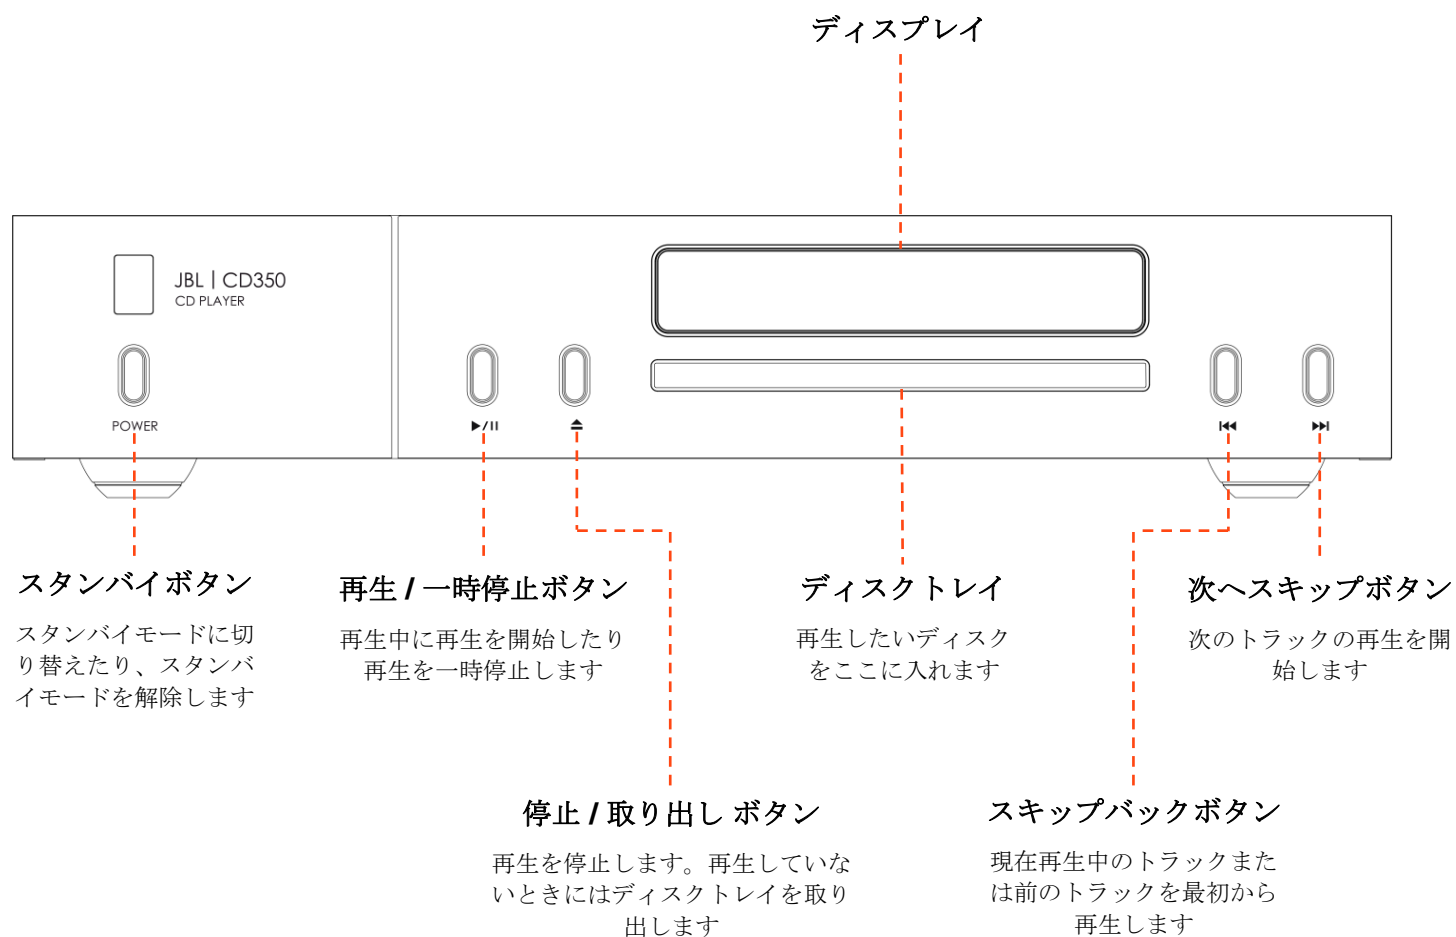 ディスプレイ
JBL | CD350
CD PLAYER
POWER
スタンバイボタン
スタンバイモードに切
り替えたり、スタンバ
イモードを解除します
再生 / 一時停止ボタン
再生中に再生を開始したり
再生を一時停止します
ディスクトレイ
再生したいディスク
をここに入れます
次へスキップボタン
次のトラックの再生を開
始します
停止 / 取り出し ボタン
再生を停止します。再生していな
いときにはディスクトレイを取り
出します
スキップバックボタン
現在再生中のトラックまた
は前のトラックを最初から
再生します